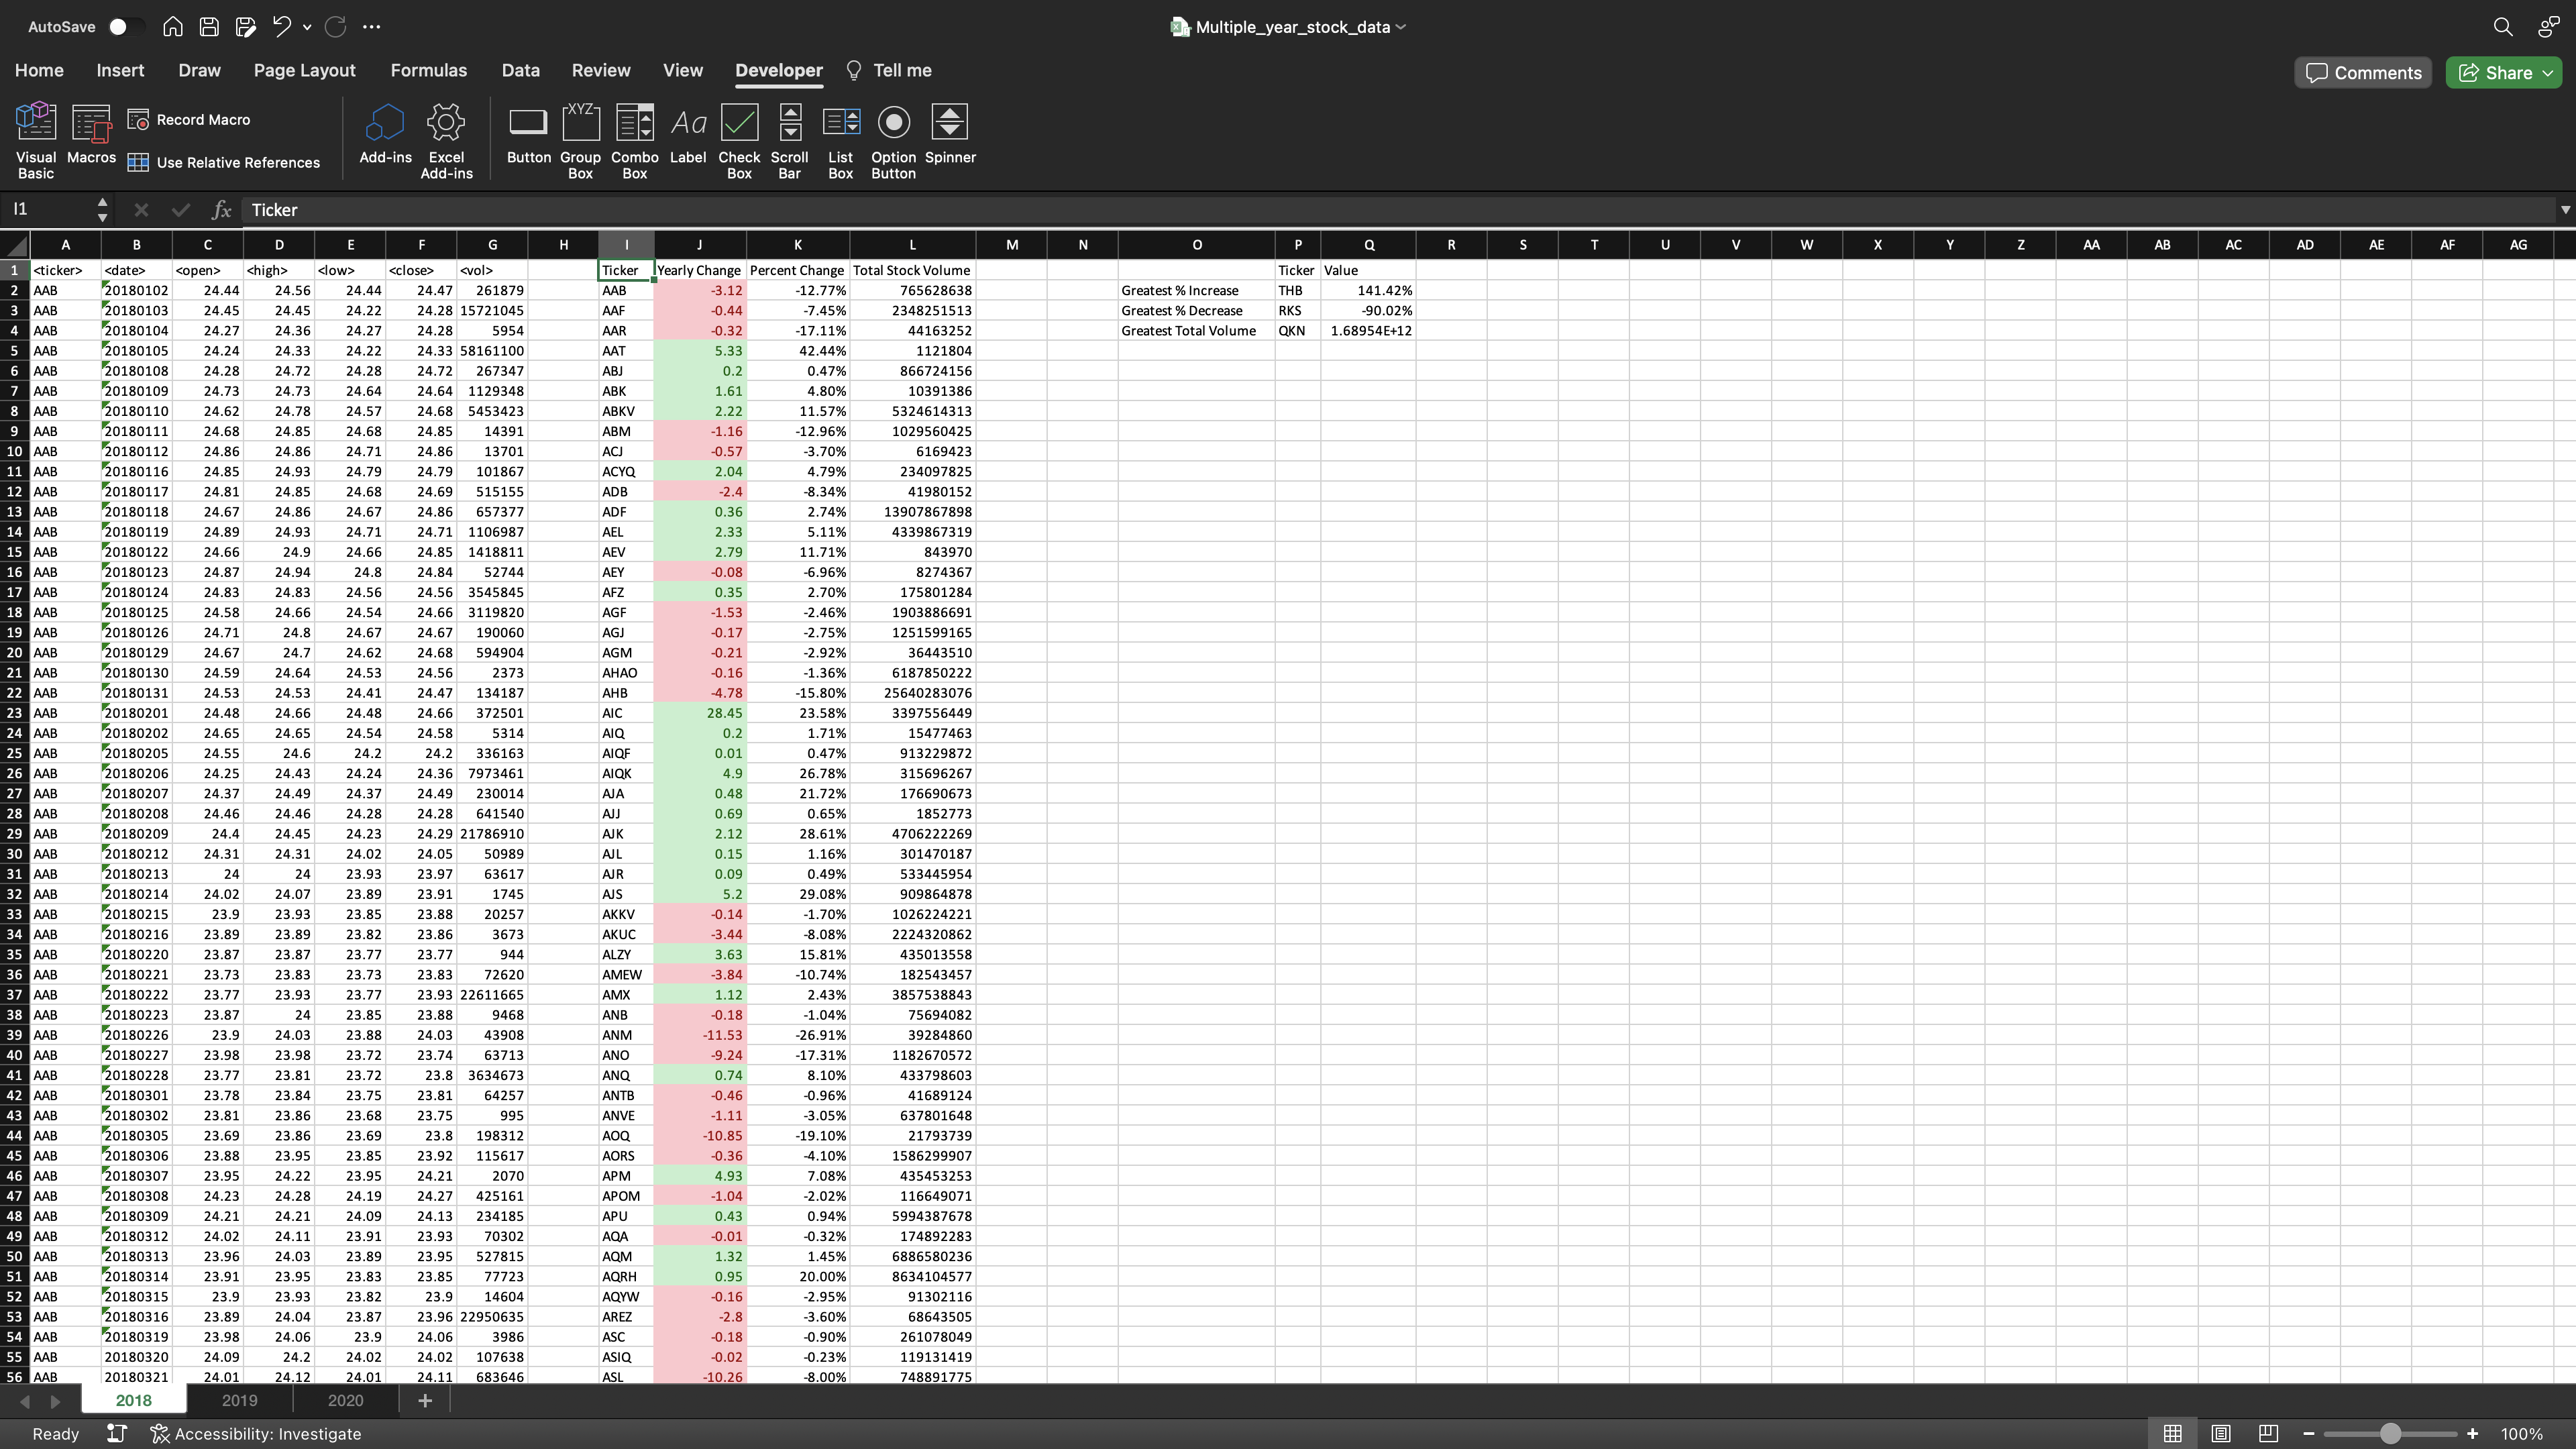 AutoSave Multiple_year_stock_data
Home Insert Draw Page Layout Formulas Data Review View Developer Tell me Comments Share
Visual Basic Macros Record Macro Use Relative References Add-ins Excel Add-ins Button Group Box Combo Box Label Check Box Scroll Bar List Box Option Button Spinner
XYZ Aa
I1 fx Ticker
A B C D E F G H I J K L M N O P Q R S T U V W X Y Z AA AB AC AD AE AF AG
1 <ticker> <date> <open> <high> <low> <close> <vol> Ticker Yearly Change Percent Change Total Stock Volume Ticker Value
2 AAB 20180102 24.44 24.56 24.44 24.47 261879 AAB -3.12 -12.77% 765628638 Greatest % Increase THB 141.42%
3 AAB 20180103 24.45 24.45 24.22 24.28 15721045 AAF -0.44 -7.45% 2348251513 Greatest % Decrease RKS -90.02%
4 AAB 20180104 24.27 24.36 24.27 24.28 5954 AAR -0.32 -17.11% 44163252 Greatest Total Volume QKN 1.68954E+12
5 AAB 20180105 24.24 24.33 24.22 24.33 58161100 AAT 5.33 42.44% 1121804
6 AAB 20180108 24.28 24.72 24.28 24.72 267347 ABJ 0.2 0.47% 866724156
7 AAB 20180109 24.73 24.73 24.64 24.64 1129348 ABK 1.61 4.80% 10391386
8 AAB 20180110 24.62 24.78 24.57 24.68 5453423 ABKV 2.22 11.57% 5324614313
9 AAB 20180111 24.68 24.85 24.68 24.85 14391 ABM -1.16 -12.96% 1029560425
10 AAB 20180112 24.86 24.86 24.71 24.86 13701 ACJ -0.57 -3.70% 6169423
11 AAB 20180116 24.85 24.93 24.79 24.79 101867 ACYQ 2.04 4.79% 234097825
12 AAB 20180117 24.81 24.85 24.68 24.69 515155 ADB -2.4 -8.34% 41980152
13 AAB 20180118 24.67 24.86 24.67 24.86 657377 ADF 0.36 2.74% 13907867898
14 AAB 20180119 24.89 24.93 24.71 24.71 1106987 AEL 2.33 5.11% 4339867319
15 AAB 20180122 24.66 24.9 24.66 24.85 1418811 AEV 2.79 11.71% 843970
16 AAB 20180123 24.87 24.94 24.8 24.84 52744 AEY -0.08 -6.96% 8274367
17 AAB 20180124 24.83 24.83 24.56 24.56 3545845 AFZ 0.35 2.70% 175801284
18 AAB 20180125 24.58 24.66 24.54 24.66 3119820 AGF -1.53 -2.46% 1903886691
19 AAB 20180126 24.71 24.8 24.67 24.67 190060 AGJ -0.17 -2.75% 1251599165
20 AAB 20180129 24.67 24.7 24.62 24.68 594904 AGM -0.21 -2.92% 36443510
21 AAB 20180130 24.59 24.64 24.53 24.56 2373 AHAO -0.16 -1.36% 6187850222
22 AAB 20180131 24.53 24.53 24.41 24.47 134187 AHB -4.78 -15.80% 25640283076
23 AAB 20180201 24.48 24.66 24.48 24.66 372501 AIC 28.45 23.58% 3397556449
24 AAB 20180202 24.65 24.65 24.54 24.58 5314 AIQ 0.2 1.71% 15477463
25 AAB 20180205 24.55 24.6 24.2 24.2 336163 AIQF 0.01 0.47% 913229872
26 AAB 20180206 24.25 24.43 24.24 24.36 7973461 AIQK 4.9 26.78% 315696267
27 AAB 20180207 24.37 24.49 24.37 24.49 230014 AJA 0.48 21.72% 176690673
28 AAB 20180208 24.46 24.46 24.28 24.28 641540 AJJ 0.69 0.65% 1852773
29 AAB 20180209 24.4 24.45 24.23 24.29 21786910 AJK 2.12 28.61% 4706222269
30 AAB 20180212 24.31 24.31 24.02 24.05 50989 AJL 0.15 1.16% 301470187
31 AAB 20180213 24 24 23.93 23.97 63617 AJR 0.09 0.49% 533445954
32 AAB 20180214 24.02 24.07 23.89 23.91 1745 AJS 5.2 29.08% 909864878
33 AAB 20180215 23.9 23.93 23.85 23.88 20257 AKKV -0.14 -1.70% 1026224221
34 AAB 20180216 23.89 23.89 23.82 23.86 3673 AKUC -3.44 -8.08% 2224320862
35 AAB 20180220 23.87 23.87 23.77 23.77 944 ALZY 3.63 15.81% 435013558
36 AAB 20180221 23.73 23.83 23.73 23.83 72620 AMEW -3.84 -10.74% 182543457
37 AAB 20180222 23.77 23.93 23.77 23.93 22611665 AMX 1.12 2.43% 3857538843
38 AAB 20180223 23.87 24 23.85 23.88 9468 ANB -0.18 -1.04% 75694082
39 AAB 20180226 23.9 24.03 23.88 24.03 43908 ANM -11.53 -26.91% 39284860
40 AAB 20180227 23.98 23.98 23.72 23.74 63713 ANO -9.24 -17.31% 1182670572
41 AAB 20180228 23.77 23.81 23.72 23.8 3634673 ANQ 0.74 8.10% 433798603
42 AAB 20180301 23.78 23.84 23.75 23.81 64257 ANTB -0.46 -0.96% 41689124
43 AAB 20180302 23.81 23.86 23.68 23.75 995 ANVE -1.11 -3.05% 637801648
44 AAB 20180305 23.69 23.86 23.69 23.8 198312 AOQ -10.85 -19.10% 21793739
45 AAB 20180306 23.88 23.95 23.85 23.92 115617 AORS -0.36 -4.10% 1586299907
46 AAB 20180307 23.95 24.22 23.95 24.21 2070 APM 4.93 7.08% 435453253
47 AAB 20180308 24.23 24.28 24.19 24.27 425161 APOM -1.04 -2.02% 116649071
48 AAB 20180309 24.21 24.21 24.09 24.13 234185 APU 0.43 0.94% 5994387678
49 AAB 20180312 24.02 24.11 23.91 23.93 70302 AQA -0.01 -0.32% 174892283
50 AAB 20180313 23.96 24.03 23.89 23.95 527815 AQM 1.32 1.45% 6886580236
51 AAB 20180314 23.91 23.95 23.83 23.85 77723 AQRH 0.95 20.00% 8634104577
52 AAB 20180315 23.9 23.93 23.82 23.9 14604 AQYW -0.16 -2.95% 91302116
53 AAB 20180316 23.89 24.04 23.87 23.96 22950635 AREZ -2.8 -3.60% 68643505
54 AAB 20180319 23.98 24.06 23.9 24.06 3986 ASC -0.18 -0.90% 261078049
55 AAB 20180320 24.09 24.2 24.02 24.02 107638 ASIQ -0.02 -0.23% 119131419
56 AAB 20180321 24.01 24.12 24.01 24.11 683646 ASL -10.26 -8.00% 748891775
2018 2019 2020 +
Ready Accessibility: Investigate 100%